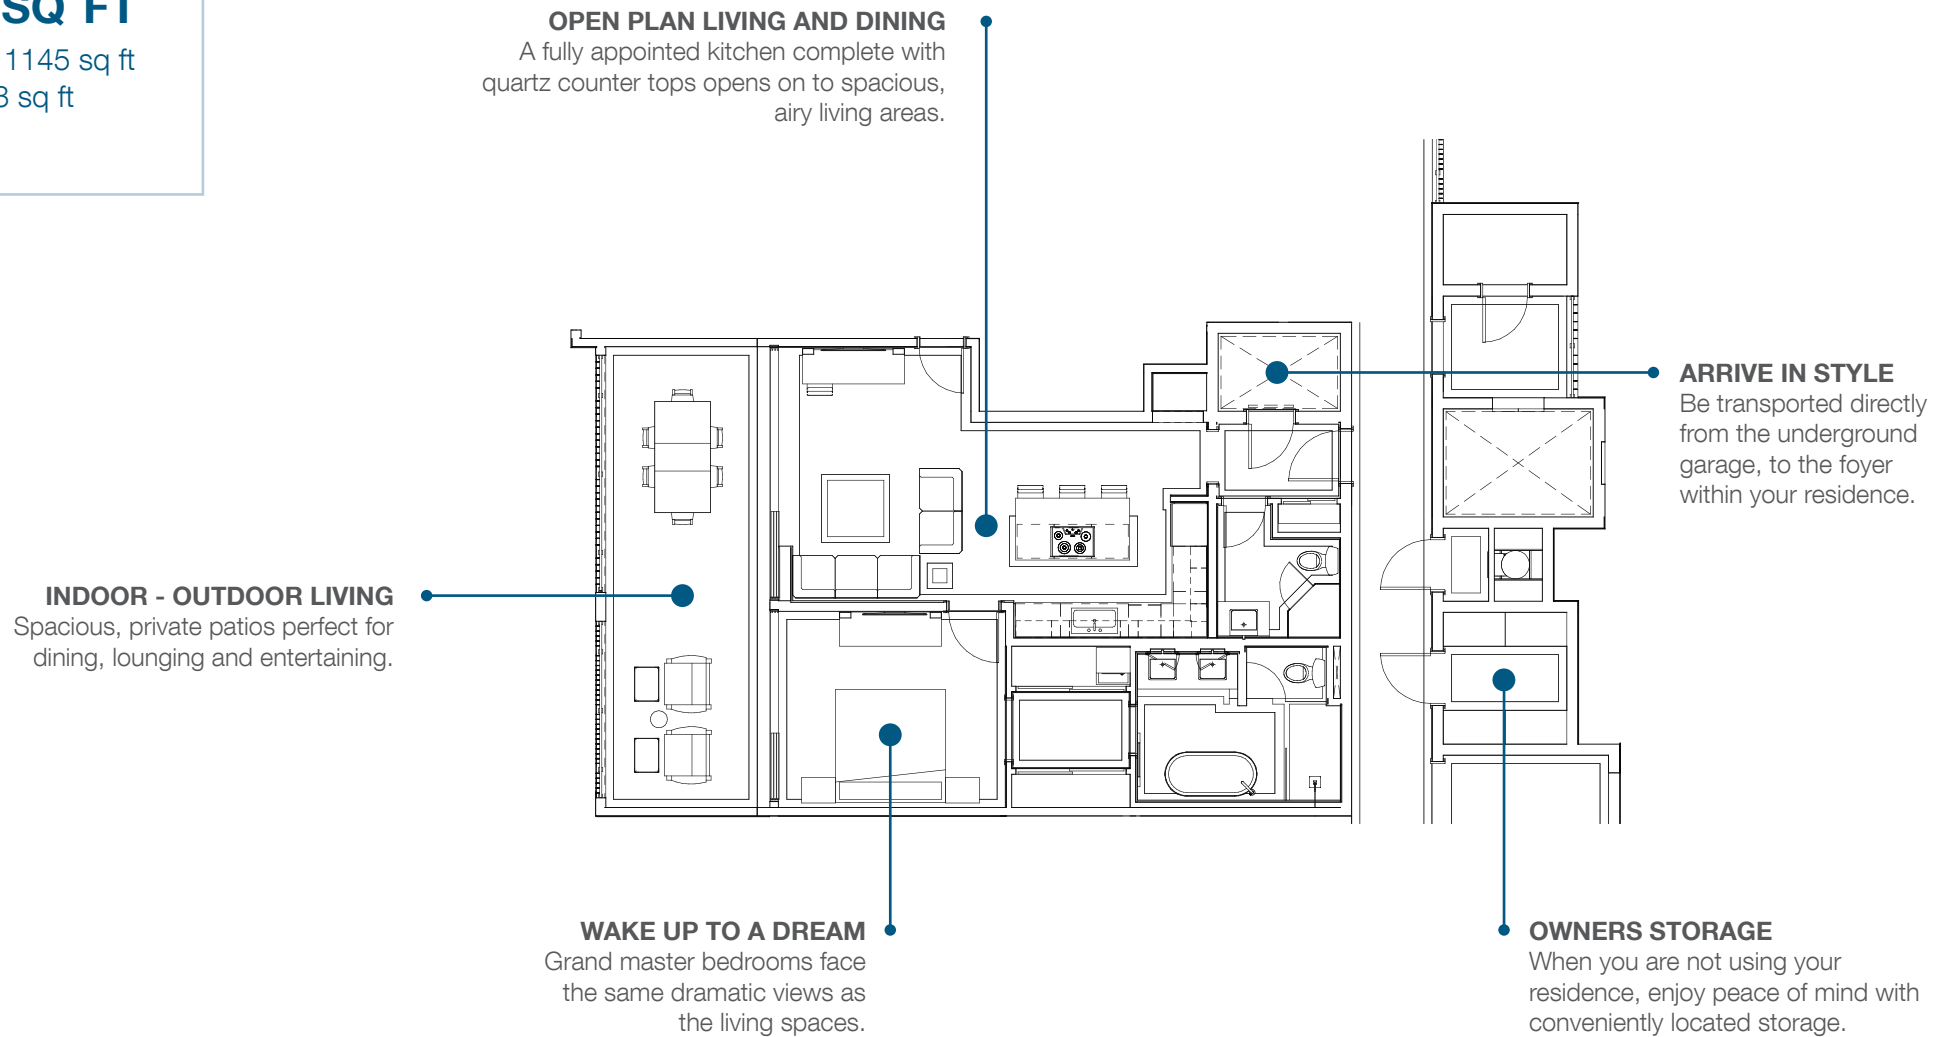 SQ FT
1145 sq ft
sq ft
OPEN PLAN LIVING AND DINING
A fully appointed kitchen complete with
quartz counter tops opens on to spacious,
airy living areas.
ARRIVE IN STYLE
Be transported directly
from the underground
garage, to the foyer
within your residence.
INDOOR - OUTDOOR LIVING
Spacious, private patios perfect for
dining, lounging and entertaining.
WAKE UP TO A DREAM
Grand master bedrooms face
the same dramatic views as
the living spaces.
OWNERS STORAGE
When you are not using your
residence, enjoy peace of mind with
conveniently located storage.